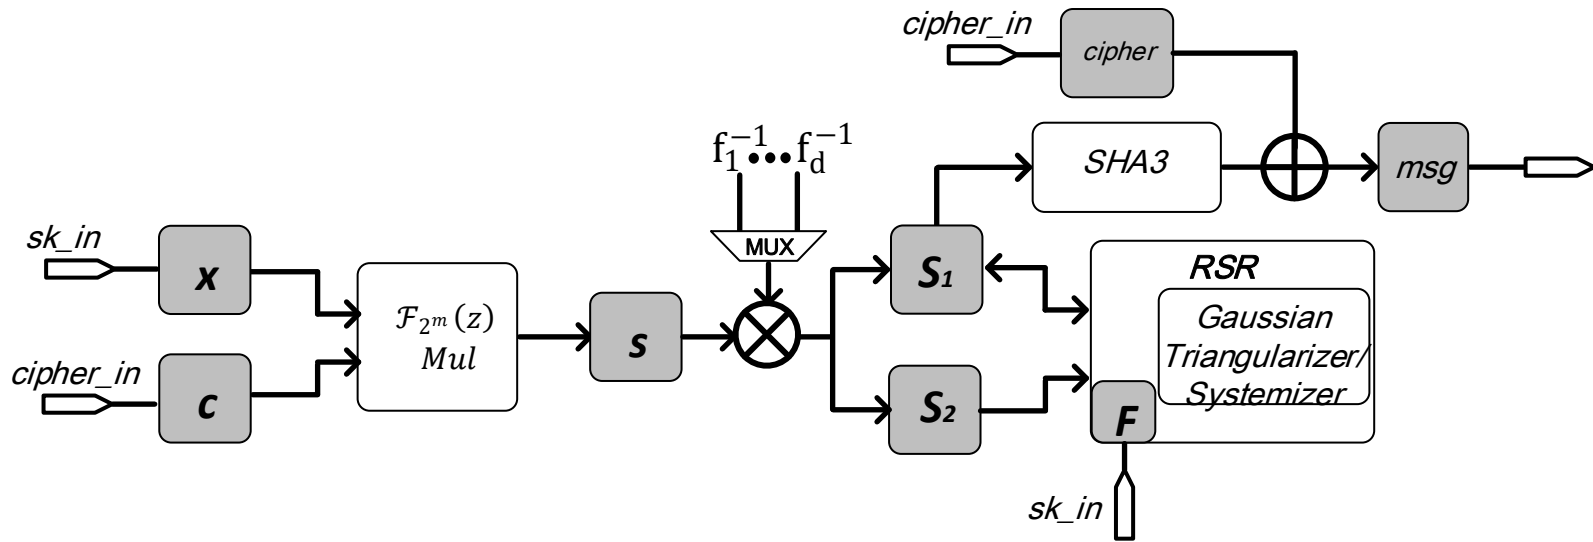 cipher_in
cipher
f₁⁻¹ ••• f_d⁻¹
SHA3
msg
sk_in
x
MUX
S₁
RSR
Gaussian
Triangularizer/
Systemizer
ℱ₂ᵐ(z)
Mul
s
cipher_in
c
S₂
F
sk_in